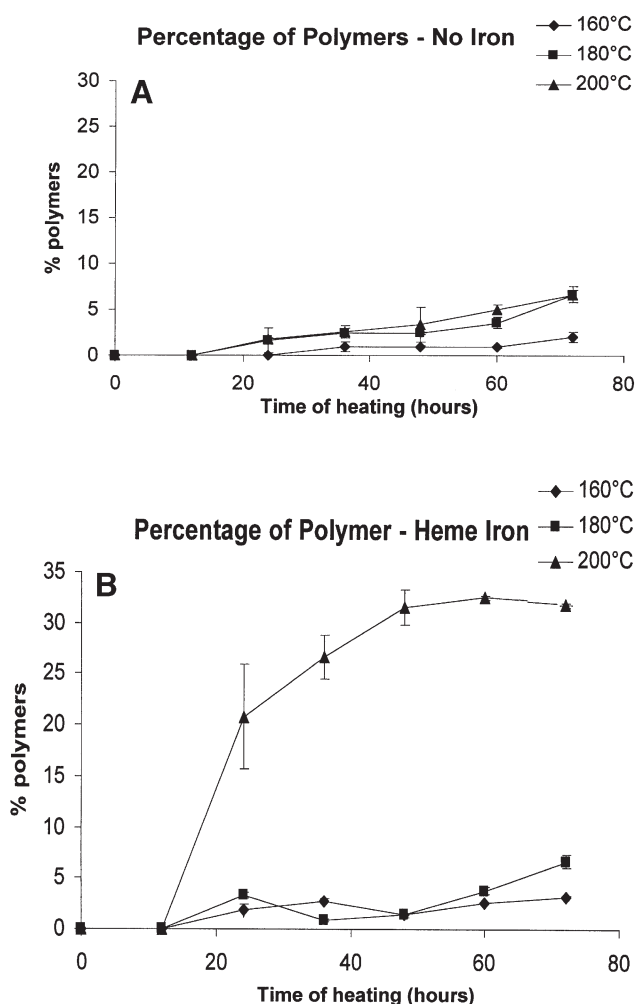 Percentage of Polymers - No Iron
160°C
180°C
200°C
A
30
25
20
15
10
5
0
% polymers
0 20 40 60 80
Time of heating (hours)
160°C
180°C
200°C
Percentage of Polymer - Heme Iron
B
35
30
25
20
15
10
5
0
% polymers
0 20 40 60 80
Time of heating (hours)